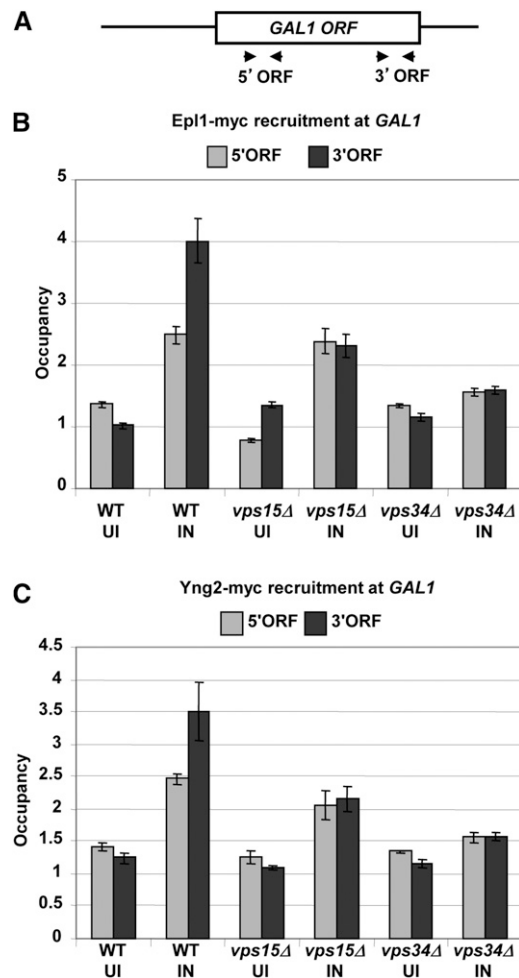 A
GAL1 ORF
5' ORF 3' ORF
B
Epl1-myc recruitment at GAL1
5'ORF 3'ORF
5
4
3
2
1
0
Occupancy
WT WT vps15Δ vps15Δ vps34Δ vps34Δ
UI IN UI IN UI IN
C
Yng2-myc recruitment at GAL1
5'ORF 3'ORF
4.5
4
3.5
3
2.5
2
1.5
1
0.5
0
Occupancy
WT WT vps15Δ vps15Δ vps34Δ vps34Δ
UI IN UI IN UI IN